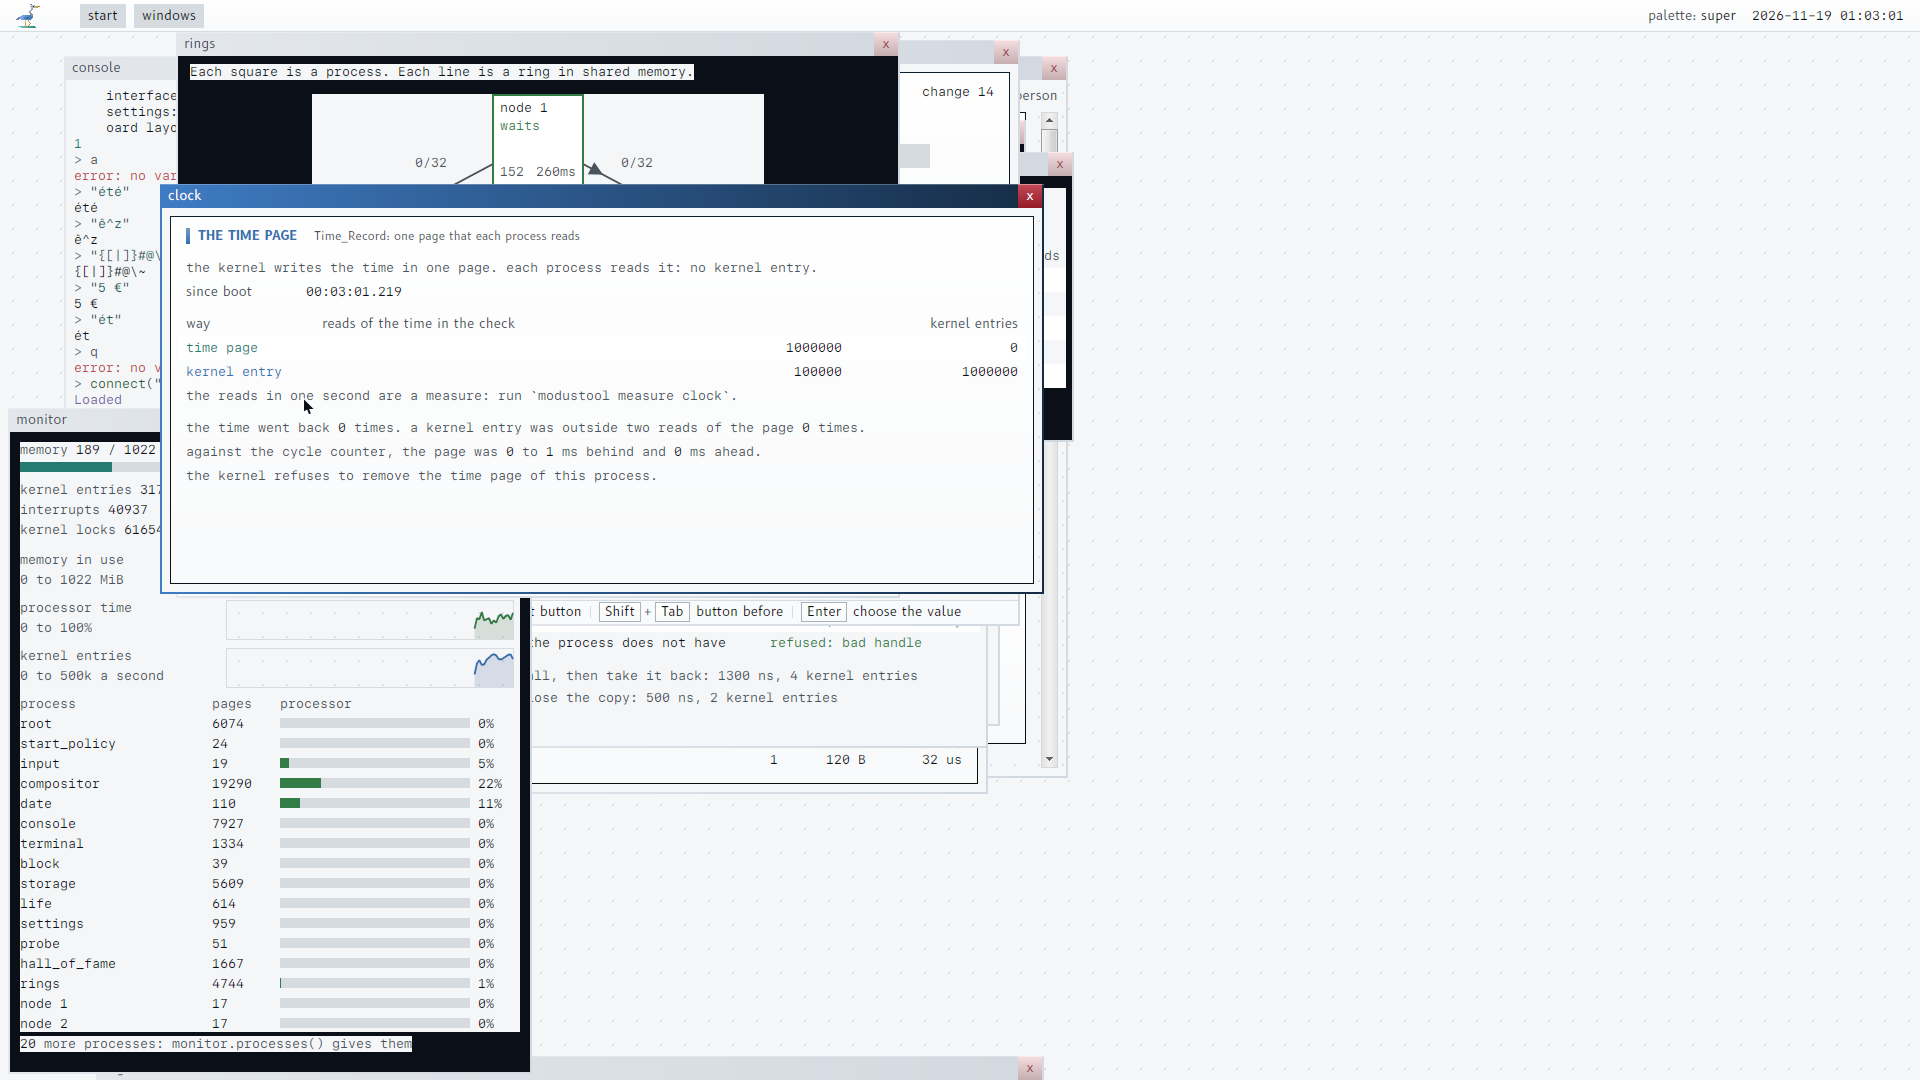 start windows palette: super 2026-11-19 01:03:01
rings x
x
console x
Each square is a process. Each line is a ring in shared memory.
change 14
person
interface
settings:
oard layo
node 1
waits
0/32 0/32
152 260ms
x
1
> a
error: no var
> "été"
été
> "ê^z"
ê^z
> "{[|]}#@\
{[|]}#@\~
> "5 €"
5 €
> "ét"
ét
> q
error: no v
> connect("
Loaded
ds
clock x
THE TIME PAGE Time_Record: one page that each process reads
the kernel writes the time in one page. each process reads it: no kernel entry.
since boot 00:03:01.219
way reads of the time in the check kernel entries
time page 1000000 0
kernel entry 100000 1000000
the reads in one second are a measure: run `modustool measure clock`.
the time went back 0 times. a kernel entry was outside two reads of the page 0 times.
against the cycle counter, the page was 0 to 1 ms behind and 0 ms ahead.
the kernel refuses to remove the time page of this process.
monitor
memory 189 / 1022
kernel entries 317
interrupts 40937
kernel locks 61654
memory in use
0 to 1022 MiB
processor time
0 to 100%
kernel entries
0 to 500k a second
process pages processor
root 6074 0%
start_policy 24 0%
input 19 5%
compositor 19290 22%
date 110 11%
console 7927 0%
terminal 1334 0%
block 39 0%
storage 5609 0%
life 614 0%
settings 959 0%
probe 51 0%
hall_of_fame 1667 0%
rings 4744 1%
node 1 17 0%
node 2 17 0%
20 more processes: monitor.processes() gives them
t button Shift + Tab button before Enter choose the value
the process does not have refused: bad handle
all, then take it back: 1300 ns, 4 kernel entries
lose the copy: 500 ns, 2 kernel entries
1 120 B 32 us
x